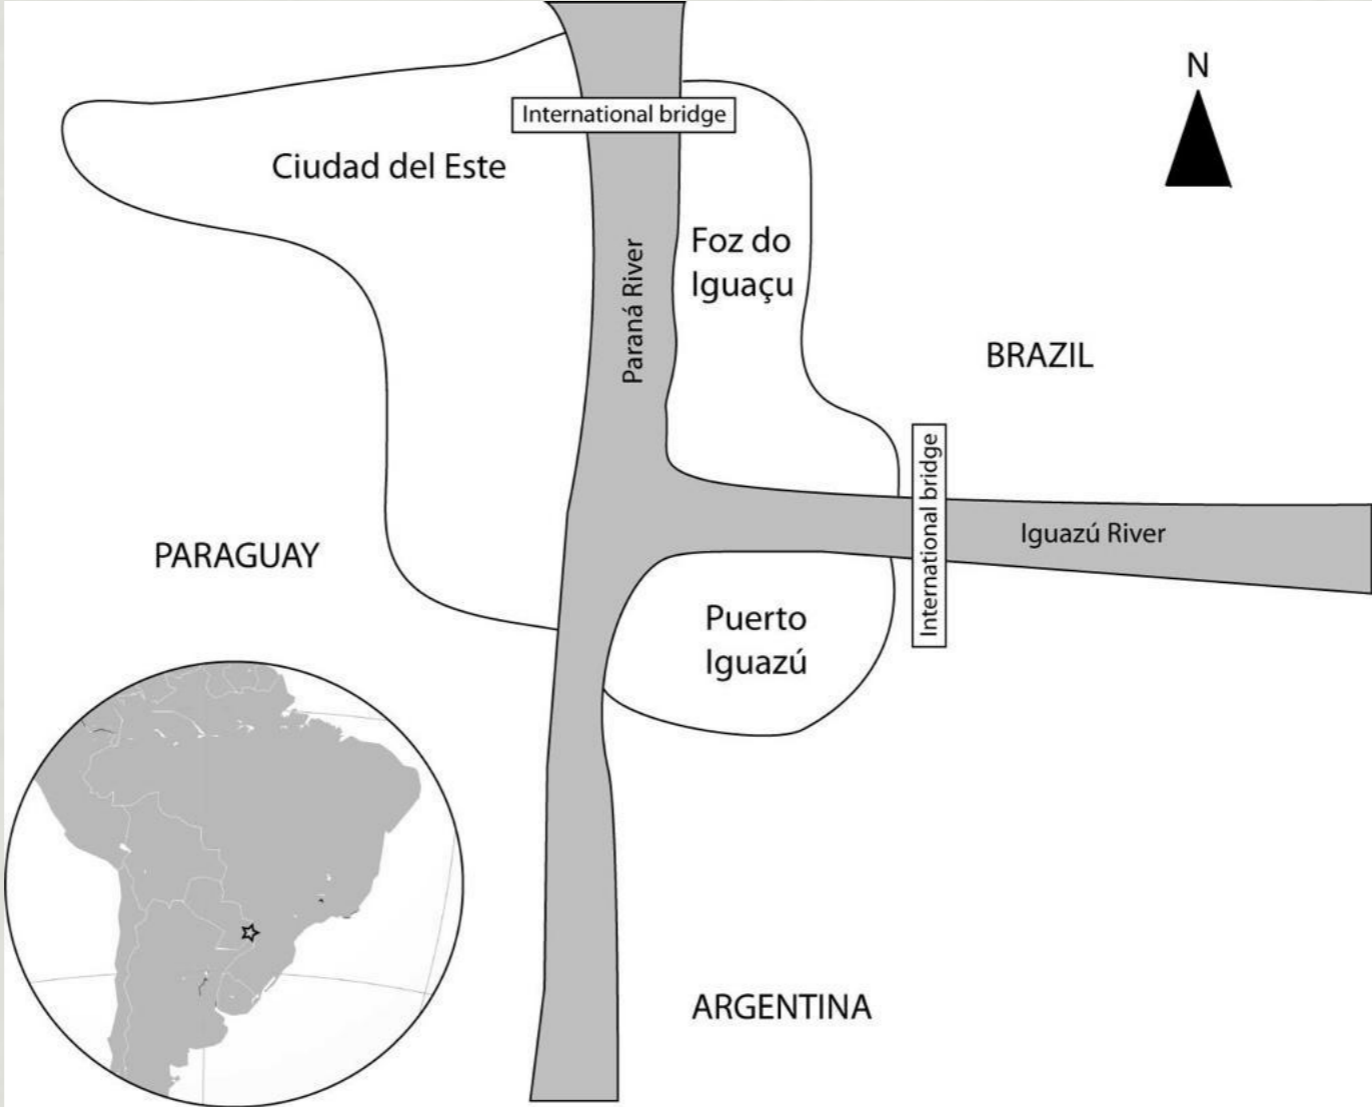 N
International bridge
Ciudad del Este
Foz do
Iguaçu
Paraná River
BRAZIL
International bridge
Iguazú River
PARAGUAY
Puerto
Iguazú
ARGENTINA